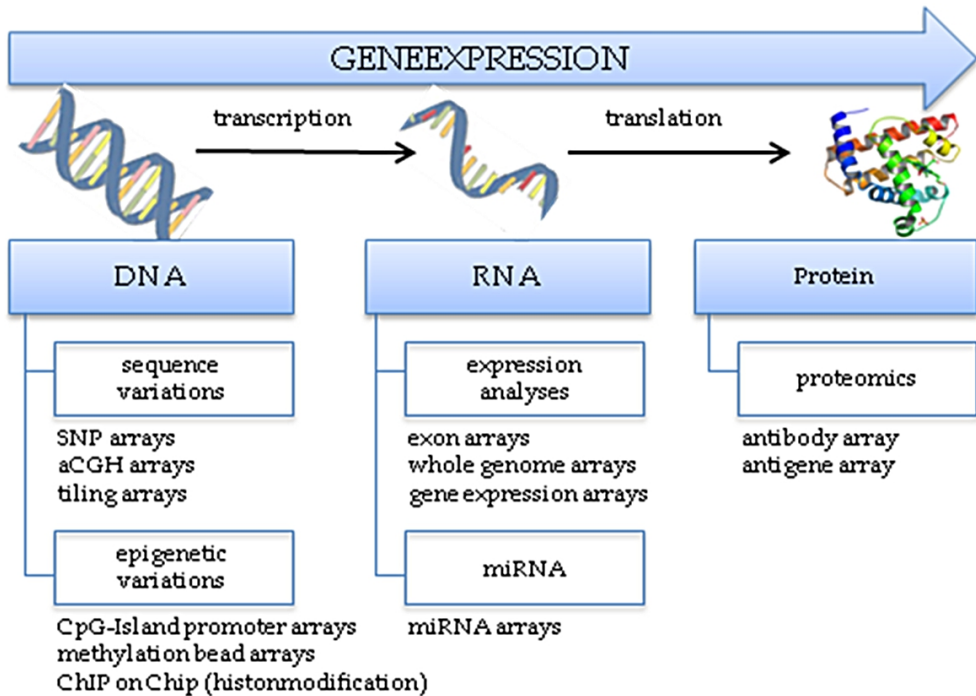 GENEEXPRESSION
transcription
translation
DNA
sequence
variations
SNP arrays
aCGH arrays
tiling arrays
epigenetic
variations
CpG-Island promoter arrays
methylation bead arrays
ChIP on Chip (histonmodification)
RNA
expression
analyses
exon arrays
whole genome arrays
gene expression arrays
miRNA
miRNA arrays
Protein
proteomics
antibody array
antigene array